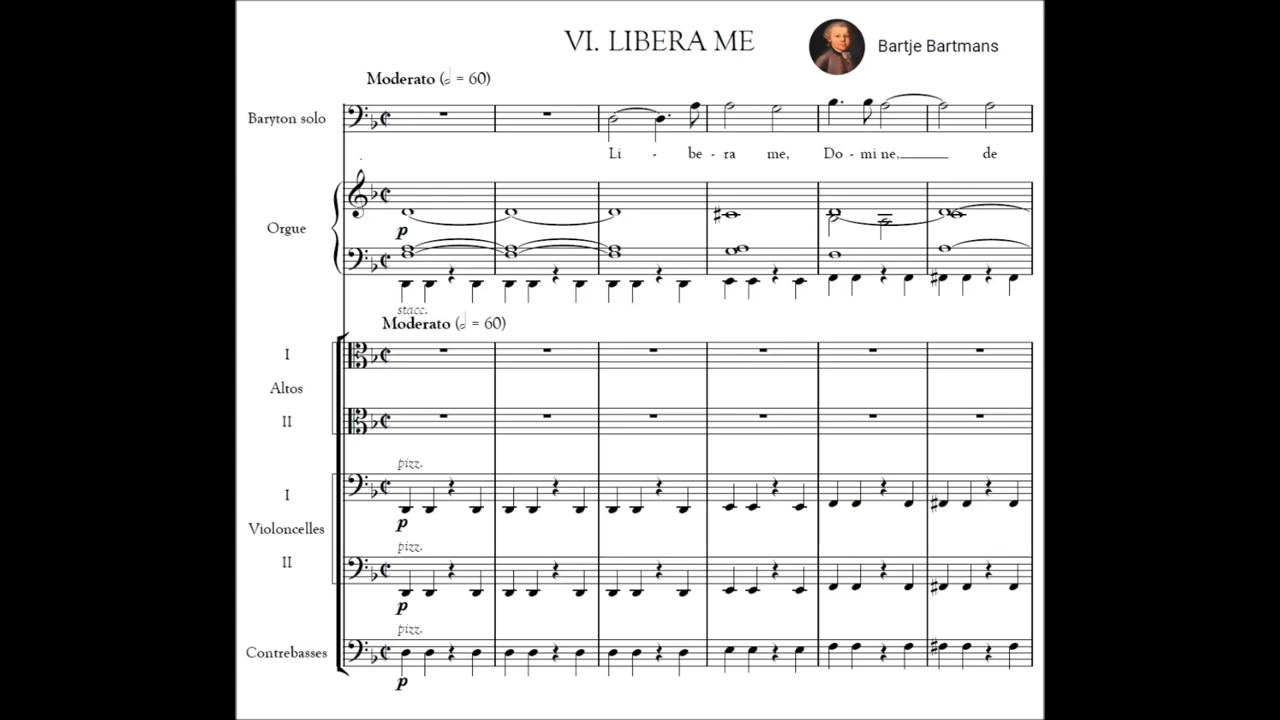 VI. LIBERA ME
Bartje Bartmans
Moderato (𝅗𝅥 = 60)
Baryton solo
Li - be - ra me, Do - mi ne,____ de
Orgue
p
stacc.
Moderato (𝅗𝅥 = 60)
I
Altos
II
pizz.
I
p
Violoncelles
pizz.
II
p
pizz.
Contrebasses
p